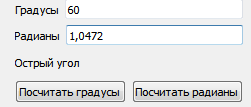 Градусы 60
Радианы 1,0472
Острый угол
Посчитать градусы Посчитать радианы